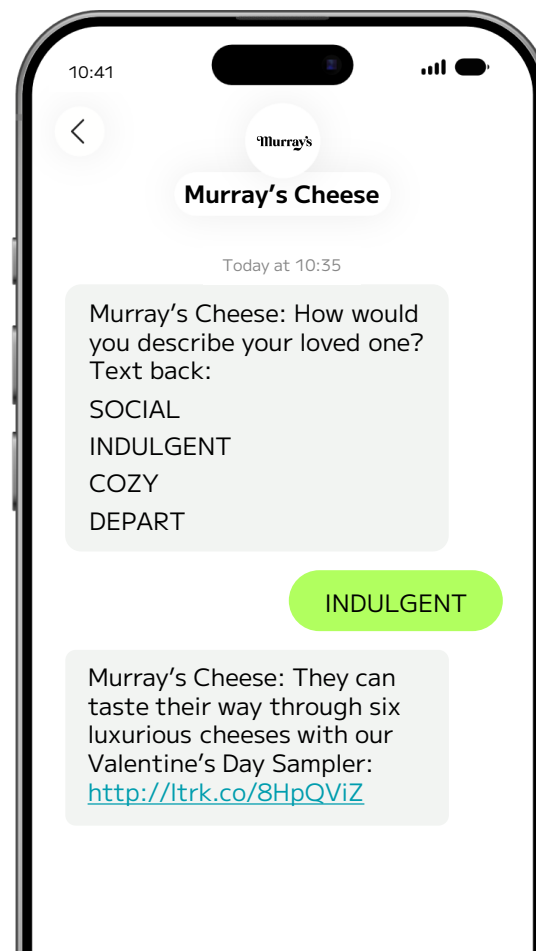 10:41
Murray's
Murray’s Cheese
Today at 10:35
Murray’s Cheese: How would
you describe your loved one?
Text back:
SOCIAL
INDULGENT
COZY
DEPART
INDULGENT
Murray’s Cheese: They can
taste their way through six
luxurious cheeses with our
Valentine’s Day Sampler:
http://ltrk.co/8HpQViZ